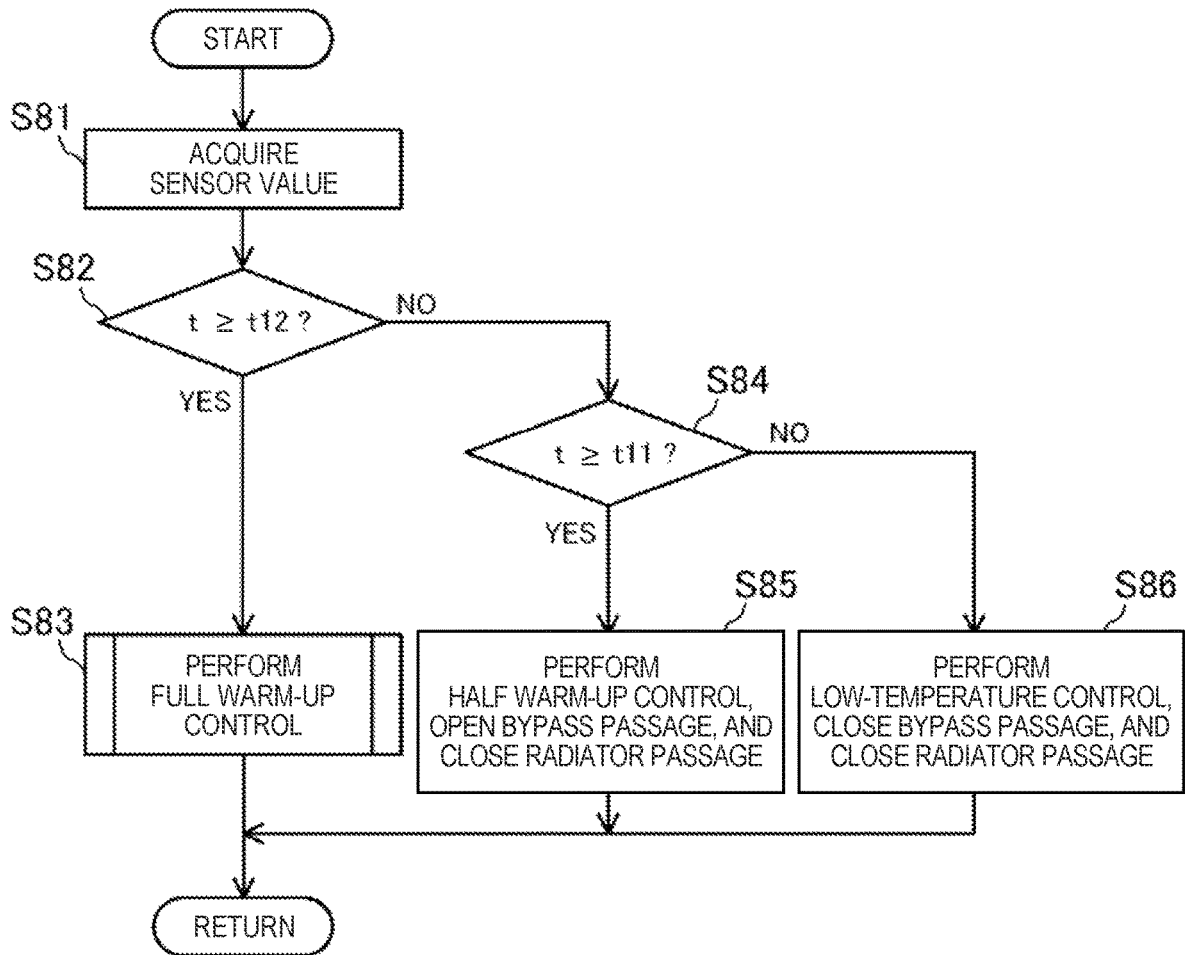 START
S81
ACQUIRE
SENSOR VALUE
S82
t ≥ t12 ?
NO
YES
S84
t ≥ t11 ?
NO
YES
S83
PERFORM
FULL WARM-UP
CONTROL
S85
PERFORM
HALF WARM-UP CONTROL,
OPEN BYPASS PASSAGE, AND
CLOSE RADIATOR PASSAGE
S86
PERFORM
LOW-TEMPERATURE CONTROL,
CLOSE BYPASS PASSAGE, AND
CLOSE RADIATOR PASSAGE
RETURN